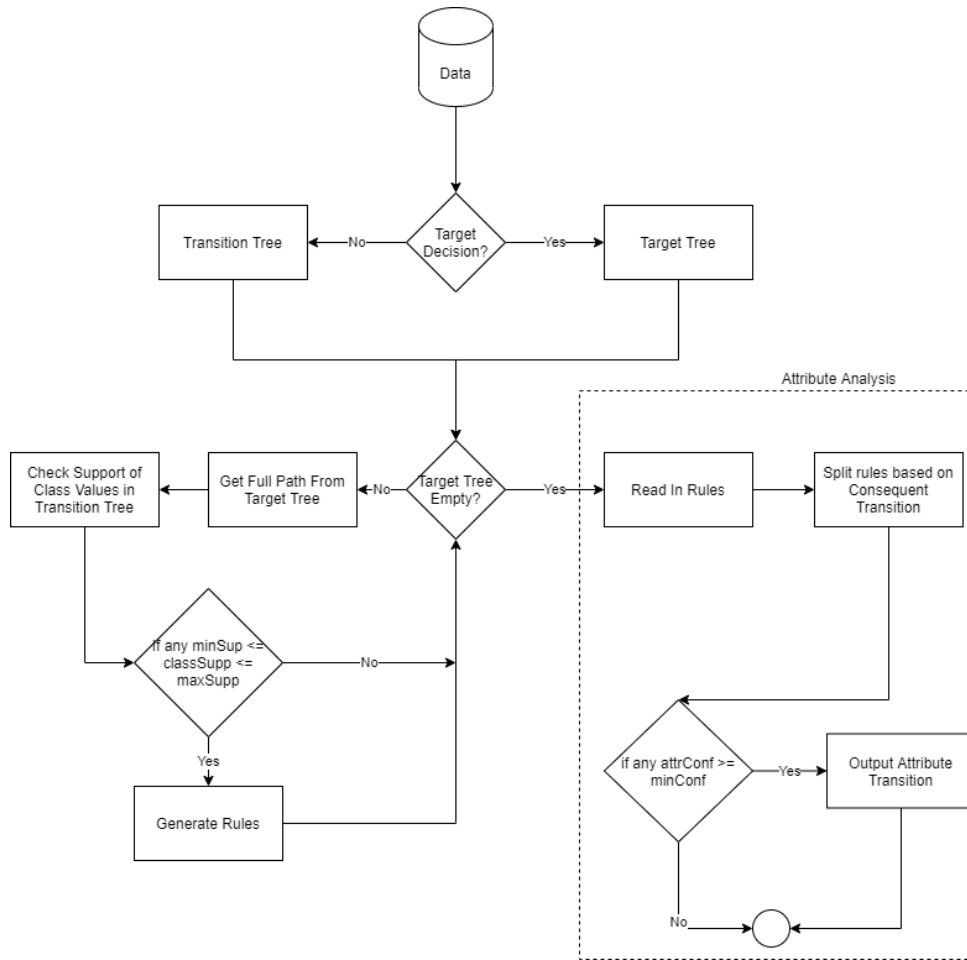 Data
Target
Decision?
No
Yes
Transition Tree
Target Tree
Attribute Analysis
Check Support of
Class Values in
Transition Tree
Get Full Path From
Target Tree
No
Target Tree
Empty?
Yes
Read In Rules
Split rules based on
Consequent
Transition
If any minSup <=
classSupp <=
maxSupp
No
Yes
Generate Rules
if any attrConf >=
minConf
Yes
Output Attribute
Transition
No